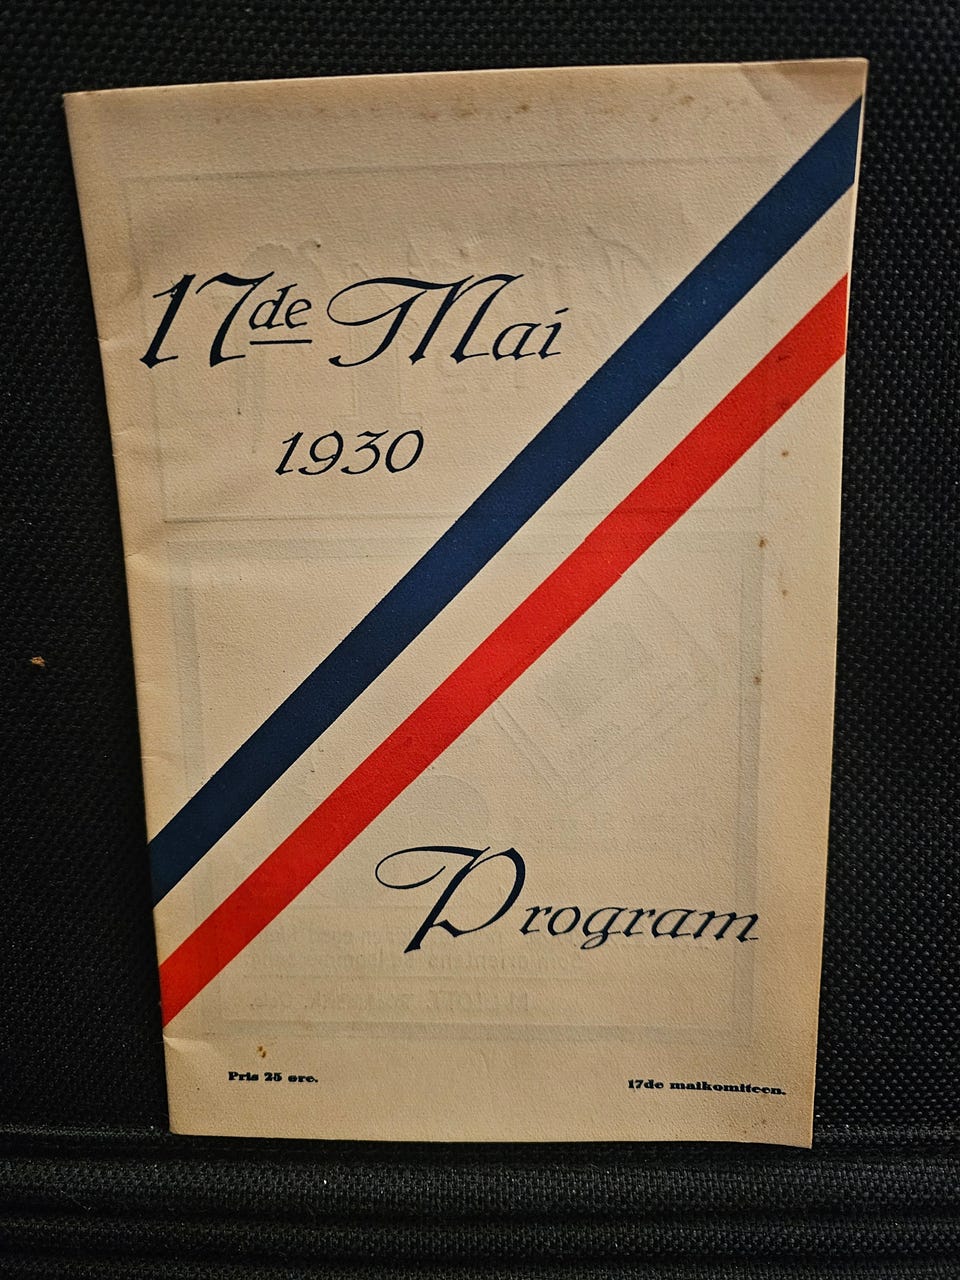 17de Mai
1930
Program
Pris 25 øre.
17de maikomiteen.